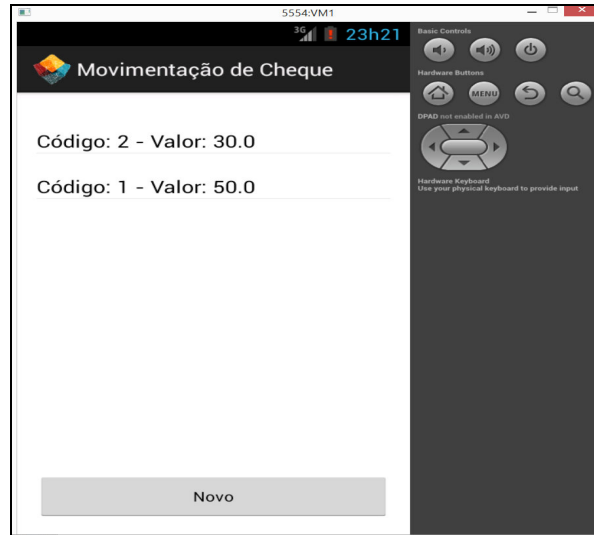 5554:VM1
3G 23h21
Movimentação de Cheque
Código: 2 - Valor: 30.0
Código: 1 - Valor: 50.0
Novo
Basic Controls
Hardware Buttons
MENU
DPAD not enabled in AVD
Hardware Keyboard
Use your physical keyboard to provide input